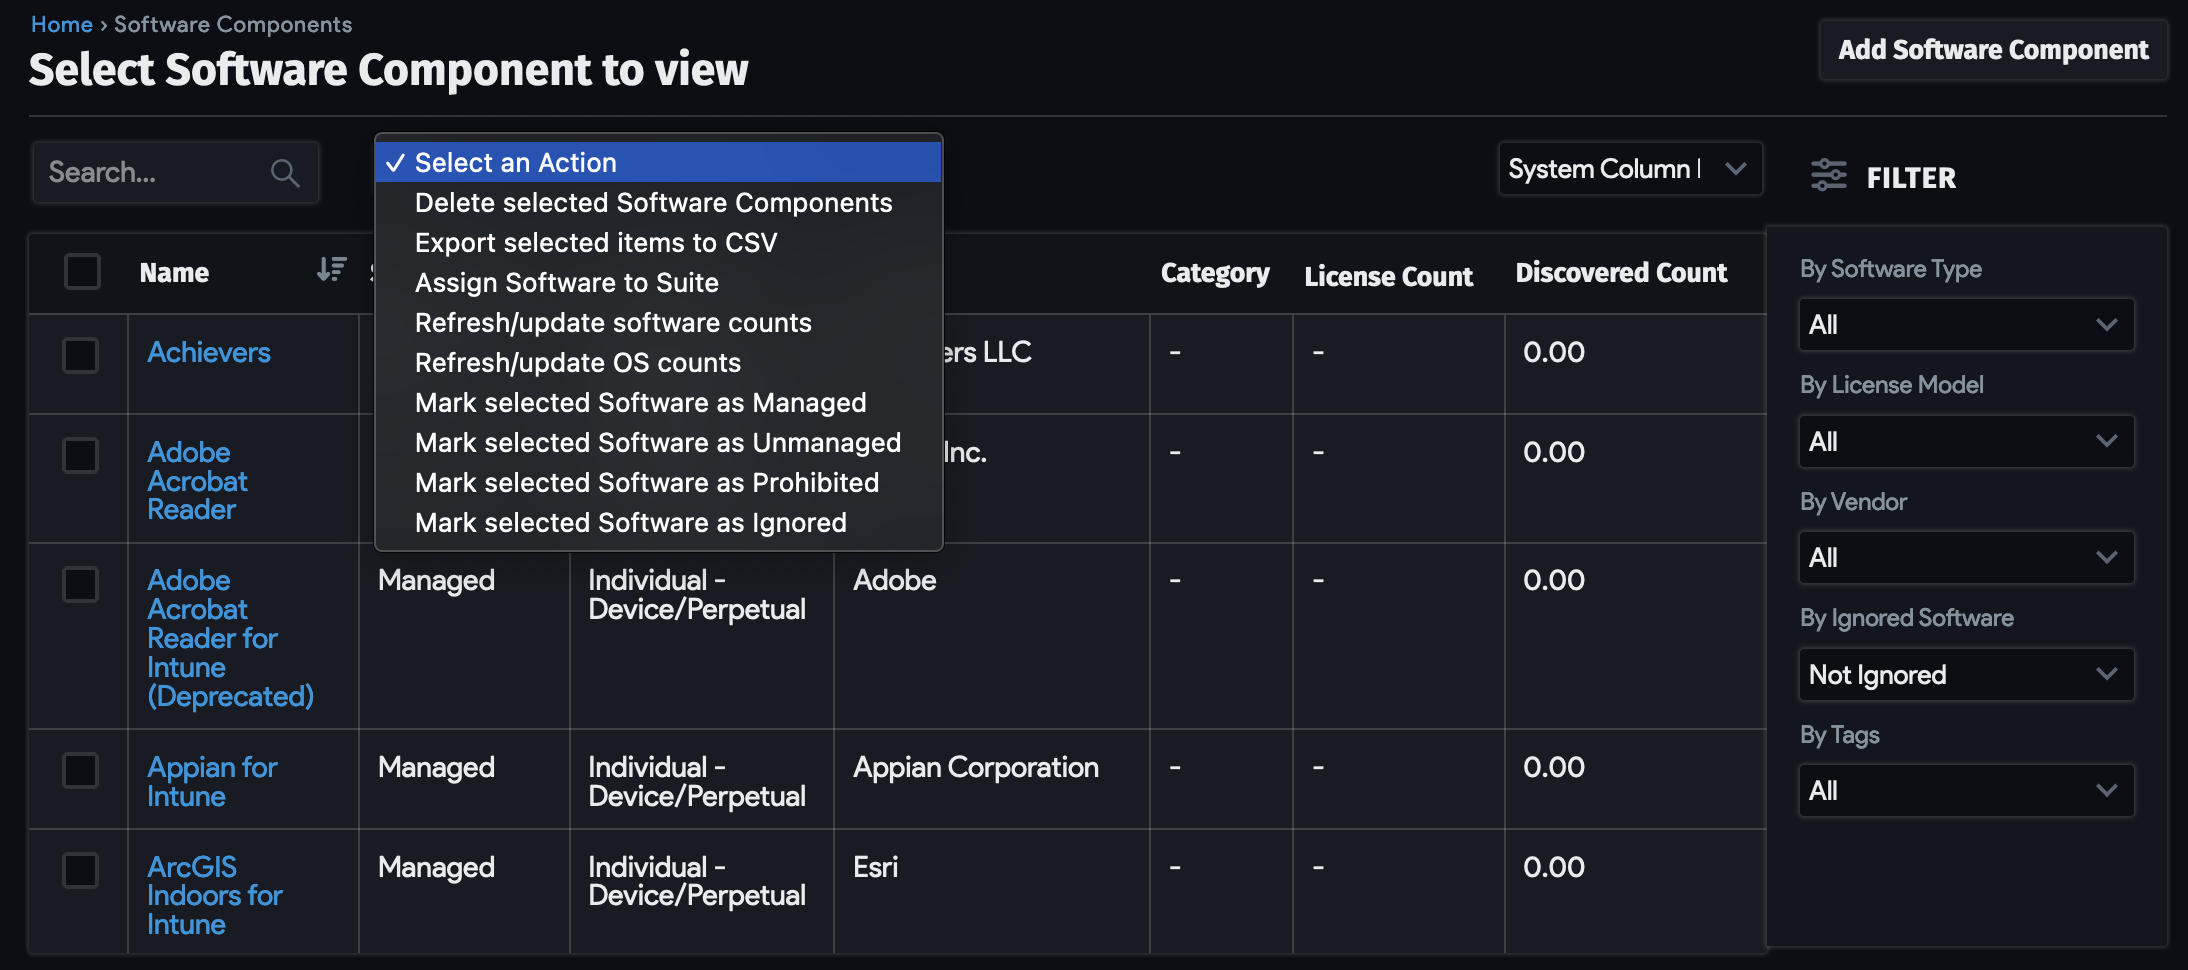 Home › Software Components
Select Software Component to view
Add Software Component
Search...
✓ Select an Action
Delete selected Software Components
Export selected items to CSV
Assign Software to Suite
Refresh/update software counts
Refresh/update OS counts
Mark selected Software as Managed
Mark selected Software as Unmanaged
Mark selected Software as Prohibited
Mark selected Software as Ignored
System Column
FILTER
Name
Category
License Count
Discovered Count
Achievers
LLC
-
-
0.00
Adobe
Acrobat
Reader
Inc.
-
-
0.00
Adobe
Acrobat
Reader for
Intune
(Deprecated)
Managed
Individual -
Device/Perpetual
Adobe
-
-
0.00
Appian for
Intune
Managed
Individual -
Device/Perpetual
Appian Corporation
-
-
0.00
ArcGIS
Indoors for
Intune
Managed
Individual -
Device/Perpetual
Esri
-
-
0.00
By Software Type
All
By License Model
All
By Vendor
All
By Ignored Software
Not Ignored
By Tags
All